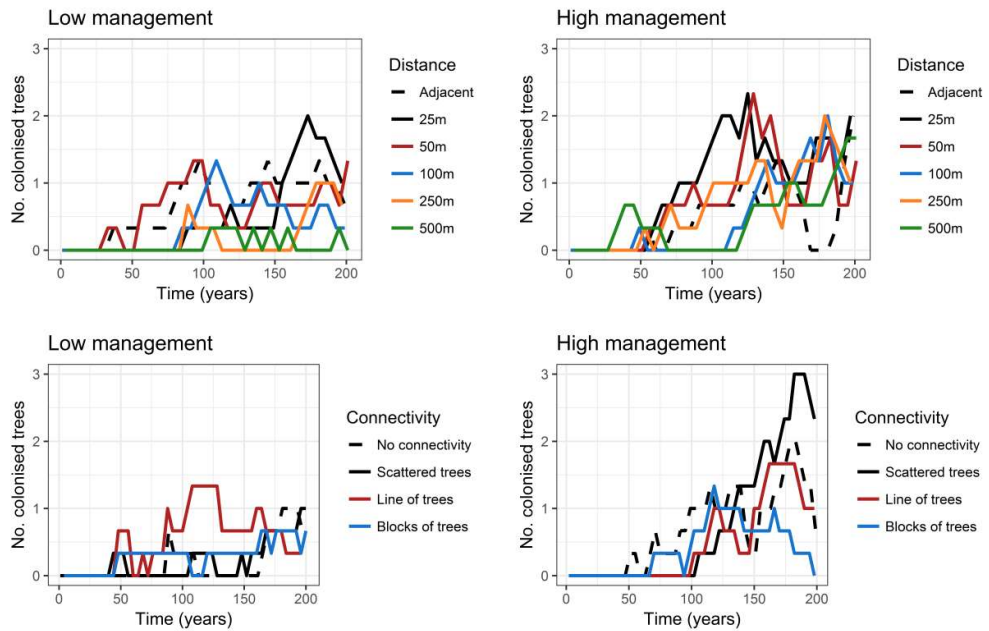 Low management
No. colonised trees
3
2
1
0
0
50
100
150
200
Time (years)
Distance
Adjacent
25m
50m
100m
250m
500m
High management
No. colonised trees
3
2
1
0
0
50
100
150
200
Time (years)
Distance
Adjacent
25m
50m
100m
250m
500m
Low management
No. colonised trees
3
2
1
0
0
50
100
150
200
Time (years)
Connectivity
No connectivity
Scattered trees
Line of trees
Blocks of trees
High management
No. colonised trees
3
2
1
0
0
50
100
150
200
Time (years)
Connectivity
No connectivity
Scattered trees
Line of trees
Blocks of trees